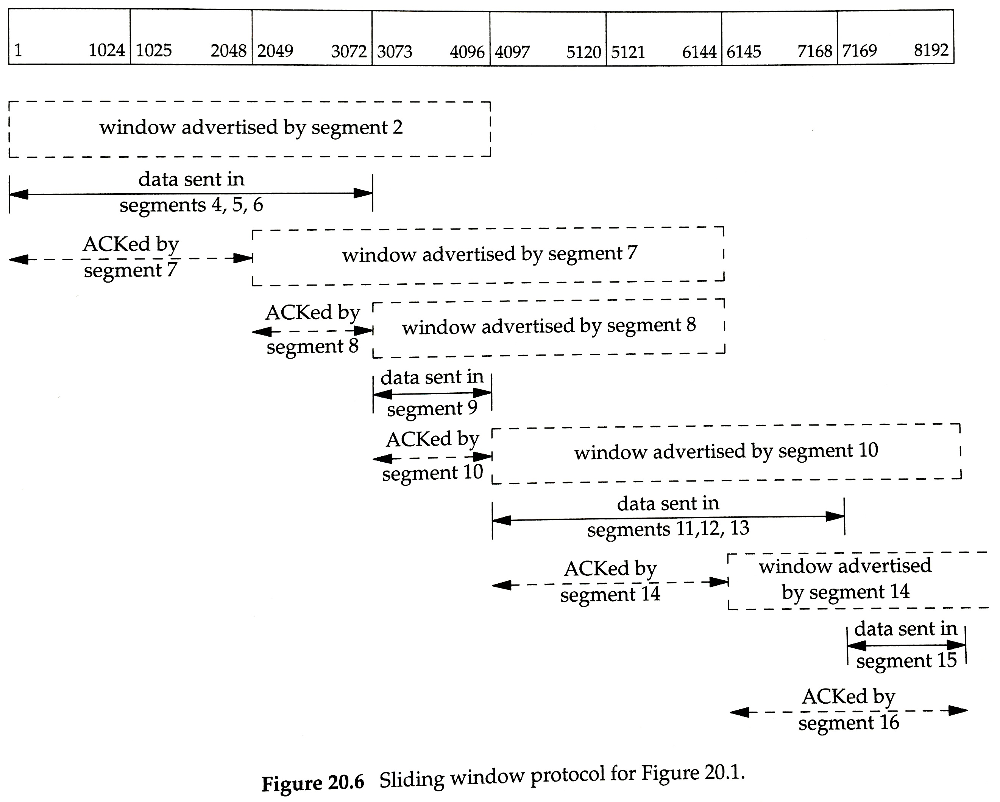 1 1024 1025 2048 2049 3072 3073 4096 4097 5120 5121 6144 6145 7168 7169 8192
window advertised by segment 2
data sent in
segments 4, 5, 6
ACKed by
segment 7
window advertised by segment 7
ACKed by
segment 8
window advertised by segment 8
data sent in
segment 9
ACKed by
segment 10
window advertised by segment 10
data sent in
segments 11,12, 13
ACKed by
segment 14
window advertised
by segment 14
data sent in
segment 15
ACKed by
segment 16
Figure 20.6 Sliding window protocol for Figure 20.1.